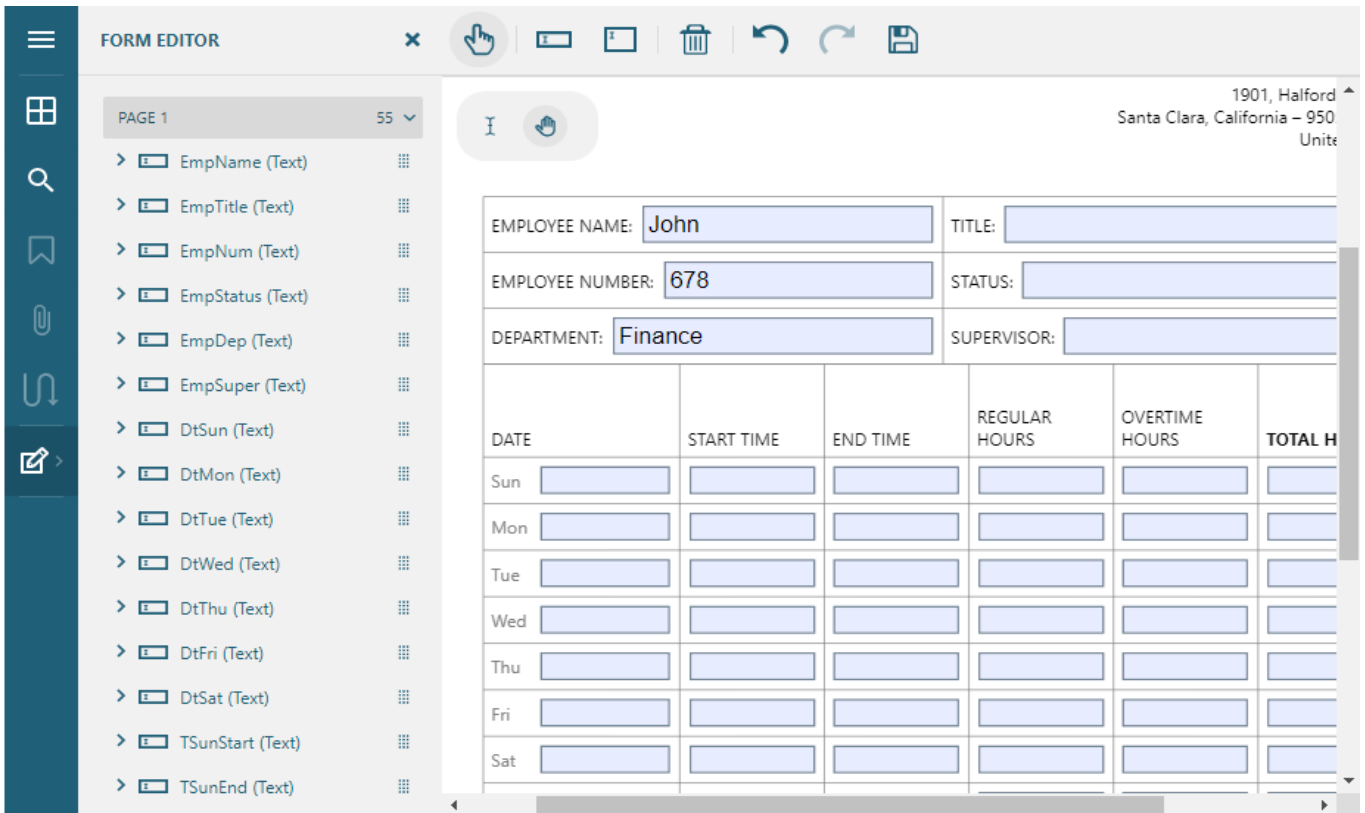 FORM EDITOR
PAGE 1 55
EmpName (Text)
EmpTitle (Text)
EmpNum (Text)
EmpStatus (Text)
EmpDep (Text)
EmpSuper (Text)
DtSun (Text)
DtMon (Text)
DtTue (Text)
DtWed (Text)
DtThu (Text)
DtFri (Text)
DtSat (Text)
TSunStart (Text)
TSunEnd (Text)
1901, Halford
Santa Clara, California – 950
Unite
EMPLOYEE NAME: John TITLE:
EMPLOYEE NUMBER: 678 STATUS:
DEPARTMENT: Finance SUPERVISOR:
DATE START TIME END TIME REGULAR HOURS OVERTIME HOURS TOTAL H
Sun
Mon
Tue
Wed
Thu
Fri
Sat